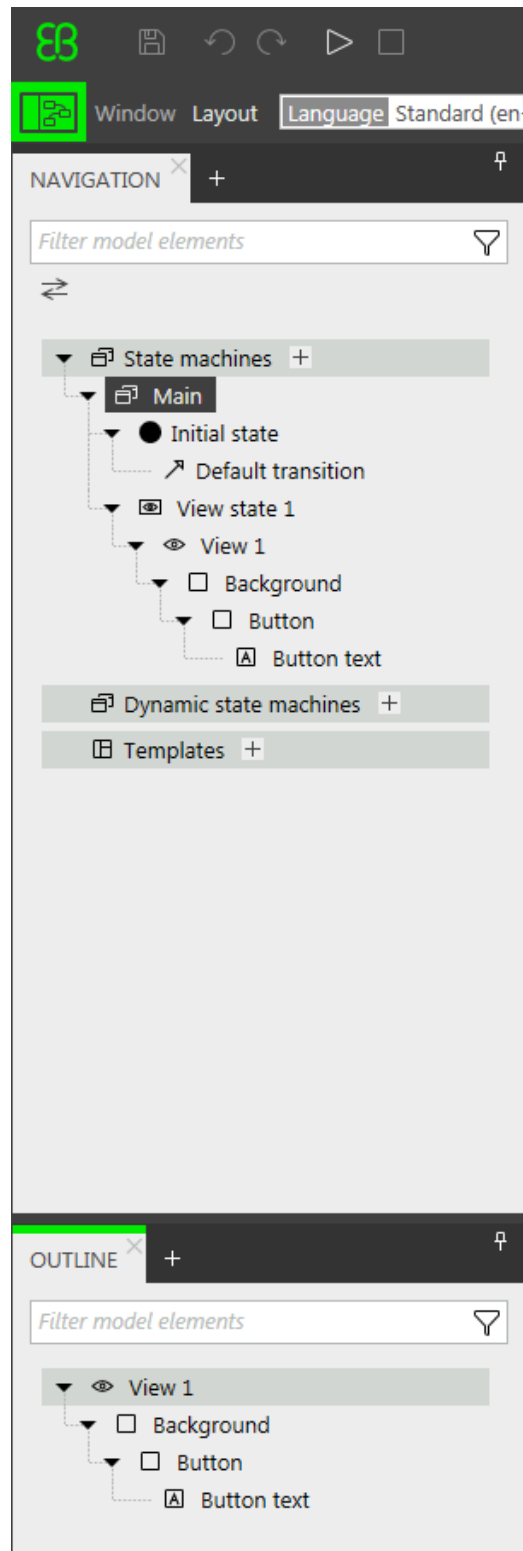 EB
Window Layout Language Standard (en-
NAVIGATION
Filter model elements
State machines
Main
Initial state
Default transition
View state 1
View 1
Background
Button
A Button text
Dynamic state machines
Templates
OUTLINE
Filter model elements
View 1
Background
Button
A Button text